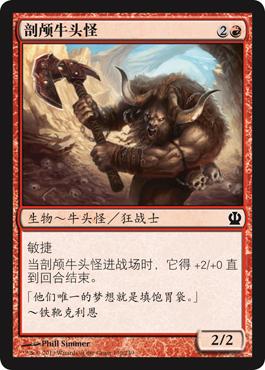 剖颅牛头怪 2
生物～牛头怪／狂战士
敏捷
当剖颅牛头怪进战场时，它得 +2/+0 直
到回合结束。
「他们唯一的梦想就是填饱胃袋。」
～铁靴克利恩
2/2
Phill Simmer